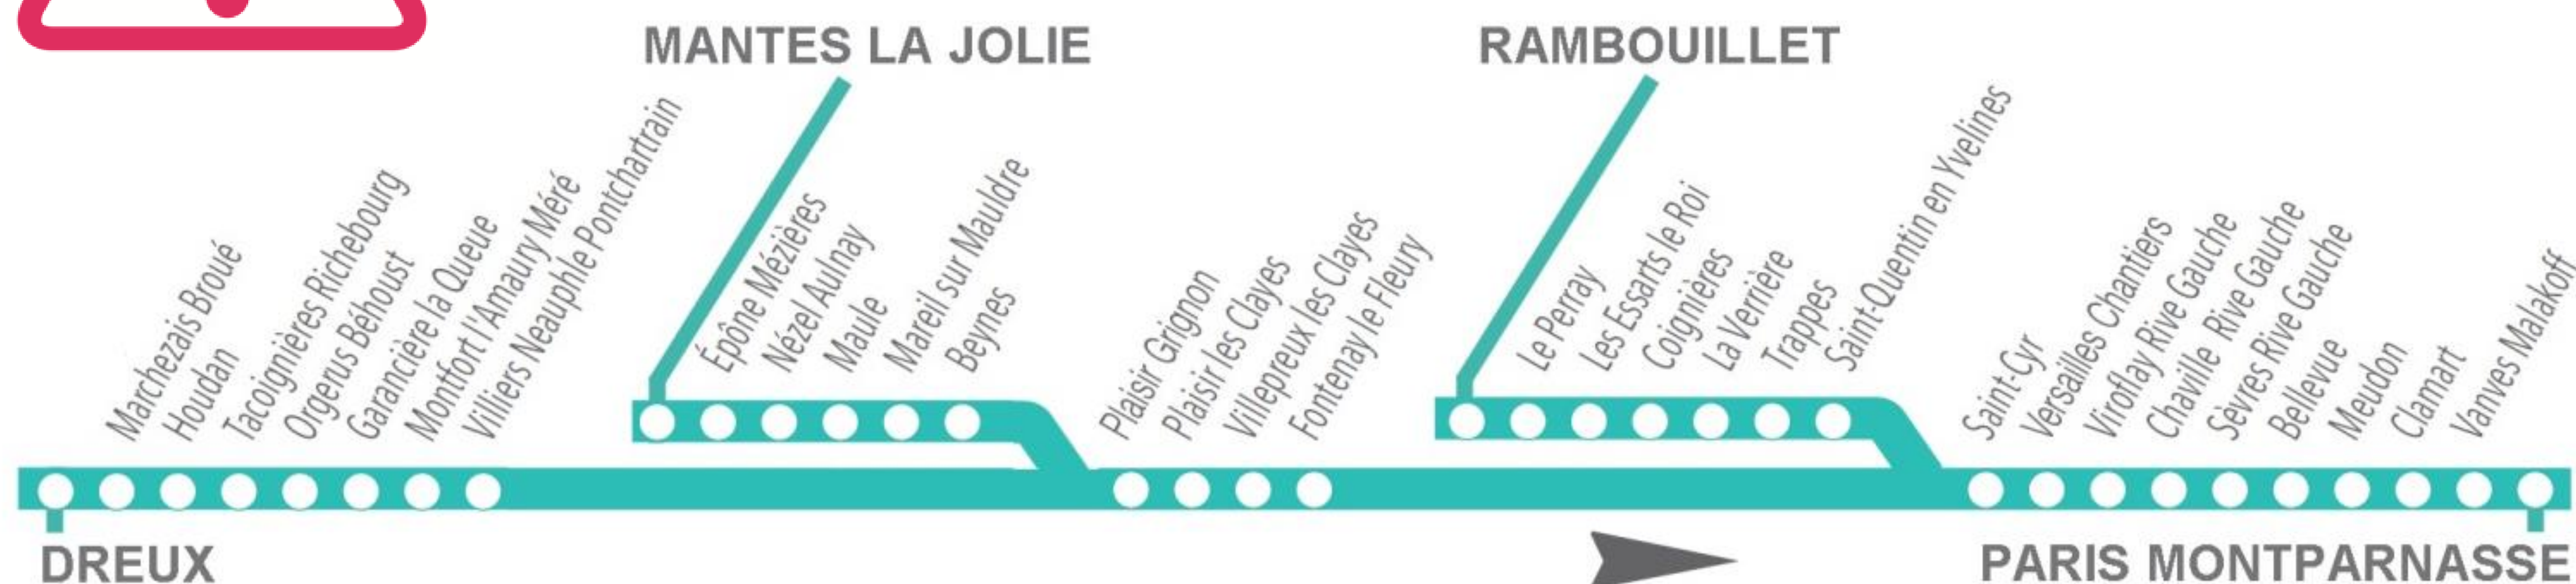 MANTES LA JOLIE
RAMBOUILLET
Marchezais Broué
Houdan
Tacoignières Richebourg
Orgerus Béhoust
Garancière la Queue
Montfort l'Amaury Méré
Villiers Neauphle Pontchartrain
Épône Mézières
Nézel Aulnay
Maule
Mareil sur Mauldre
Beynes
Plaisir Grignon
Plaisir les Clayes
Villepreux les Clayes
Fontenay le Fleury
Le Perray
Les Essarts le Roi
Coignières
La Verrière
Trappes
Saint-Quentin en Yvelines
Saint-Cyr
Versailles Chantiers
Viroflay Rive Gauche
Chaville Rive Gauche
Sèvres Rive Gauche
Bellevue
Meudon
Clamart
Vanves Malakoff
DREUX
PARIS MONTPARNASSE